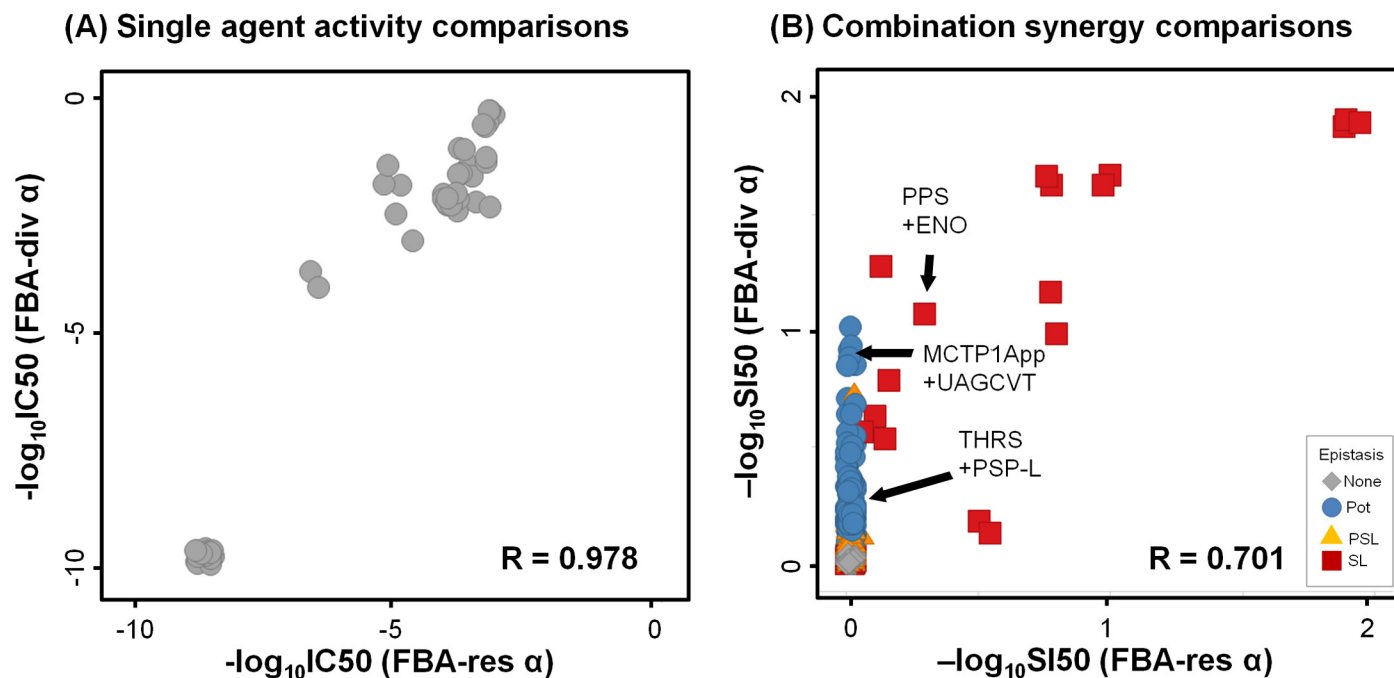 (A) Single agent activity comparisons
-log10IC50 (FBA-div α)
0
-5
-10
-10
-5
0
R = 0.978
-log10IC50 (FBA-res α)
(B) Combination synergy comparisons
–log10SI50 (FBA-div α)
2
1
0
0
1
2
PPS
+ENO
MCTP1App
+UAGCVT
THRS
+PSP-L
R = 0.701
Epistasis
None
Pot
PSL
SL
–log10SI50 (FBA-res α)